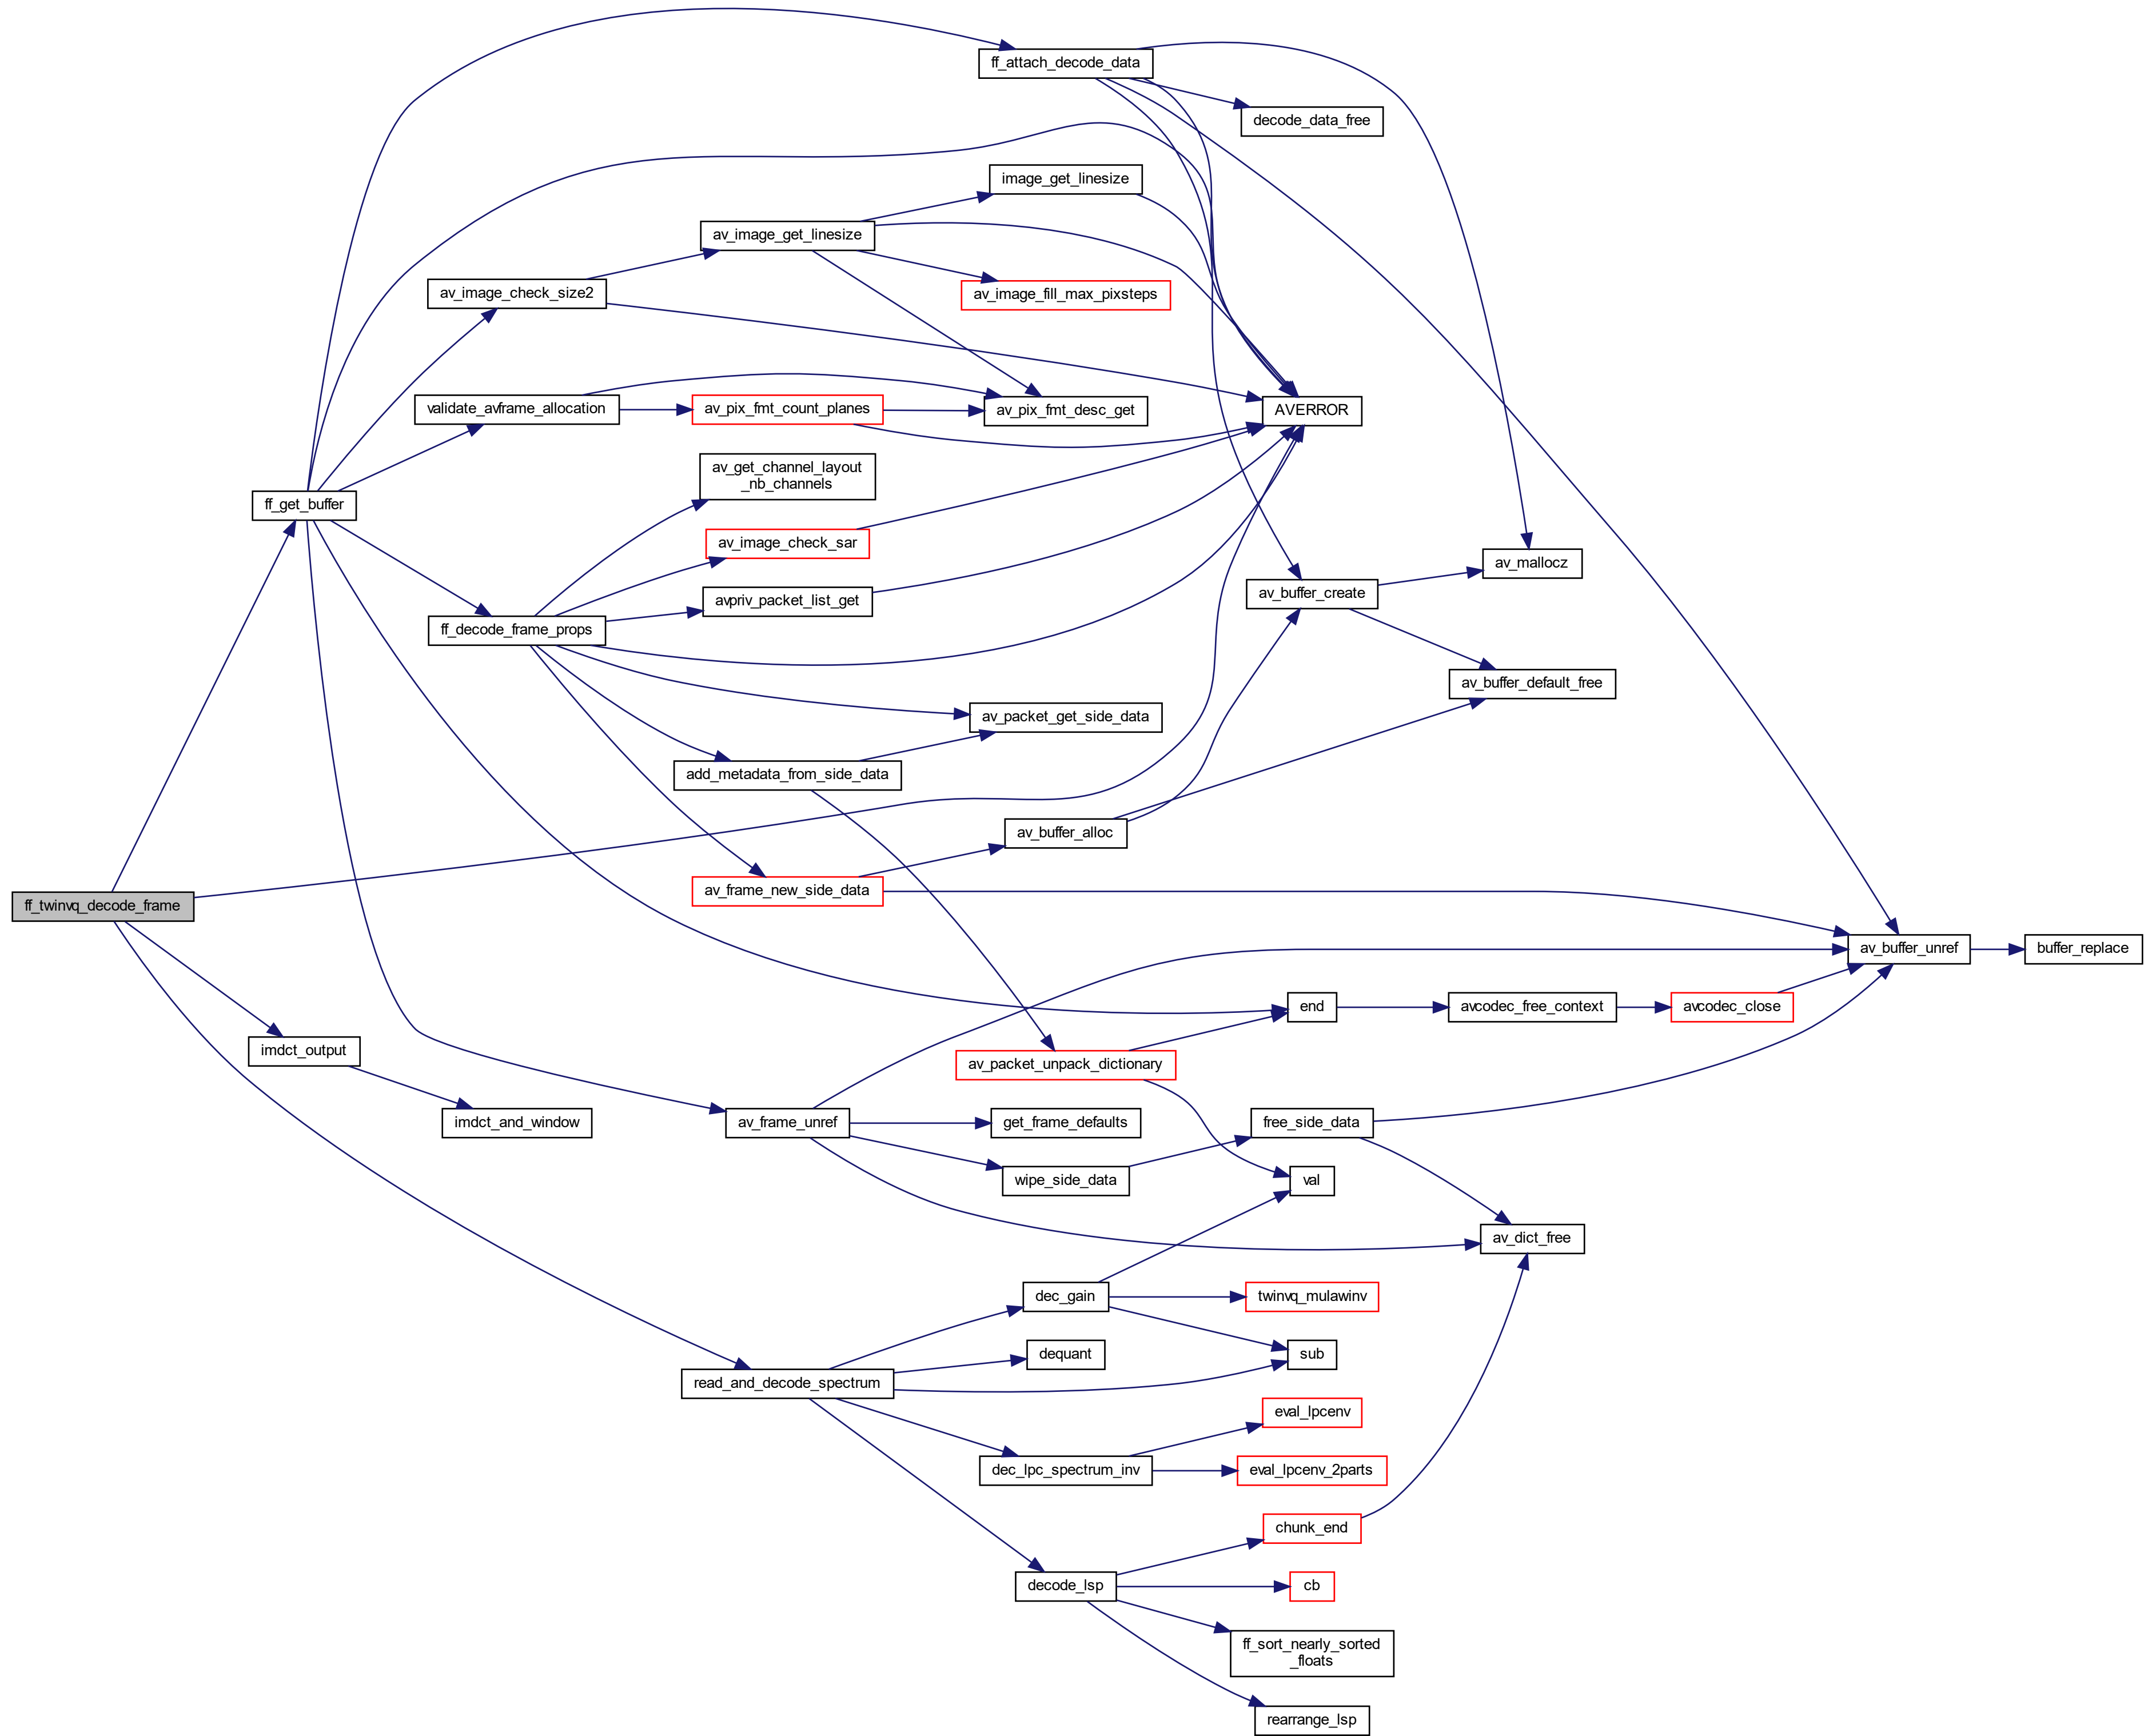 ff_attach_decode_data
decode_data_free
image_get_linesize
av_image_get_linesize
av_image_check_size2
av_image_fill_max_pixsteps
validate_avframe_allocation
av_pix_fmt_count_planes
av_pix_fmt_desc_get
AVERROR
av_get_channel_layout
_nb_channels
ff_get_buffer
av_image_check_sar
av_mallocz
av_buffer_create
avpriv_packet_list_get
ff_decode_frame_props
av_buffer_default_free
av_packet_get_side_data
add_metadata_from_side_data
av_buffer_alloc
av_frame_new_side_data
ff_twinvq_decode_frame
av_buffer_unref
buffer_replace
end
avcodec_free_context
avcodec_close
imdct_output
av_packet_unpack_dictionary
imdct_and_window
av_frame_unref
get_frame_defaults
free_side_data
wipe_side_data
val
av_dict_free
dec_gain
twinvq_mulawinv
dequant
sub
read_and_decode_spectrum
eval_lpcenv
dec_lpc_spectrum_inv
eval_lpcenv_2parts
chunk_end
decode_lsp
cb
ff_sort_nearly_sorted
_floats
rearrange_lsp